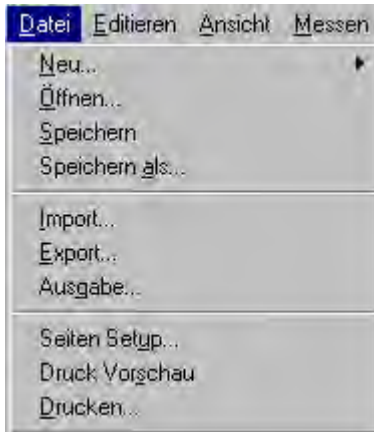 Datei Editieren Ansicht Messen
Neu...
Öffnen...
Speichern
Speichern als...
Import...
Export...
Ausgabe...
Seiten Setup...
Druck Vorschau
Drucken...